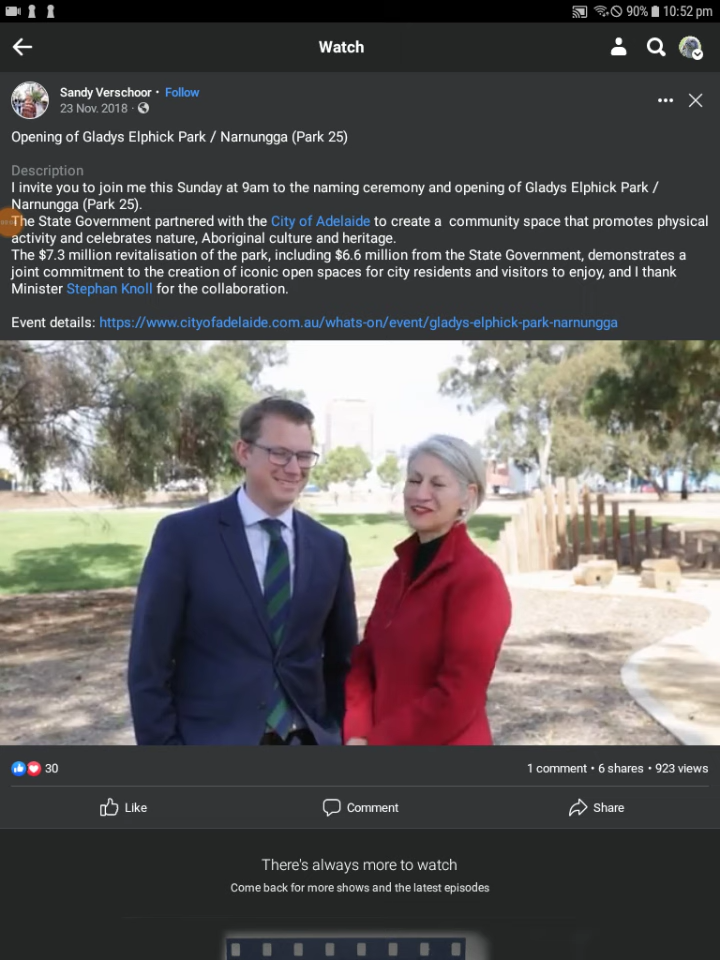 90% 10:52 pm
Watch
Sandy Verschoor • Follow
23 Nov. 2018 •
Opening of Gladys Elphick Park / Narnungga (Park 25)
Description
I invite you to join me this Sunday at 9am to the naming ceremony and opening of Gladys Elphick Park /
Narnungga (Park 25).
The State Government partnered with the City of Adelaide to create a community space that promotes physical
activity and celebrates nature, Aboriginal culture and heritage.
The $7.3 million revitalisation of the park, including $6.6 million from the State Government, demonstrates a
joint commitment to the creation of iconic open spaces for city residents and visitors to enjoy, and I thank
Minister Stephan Knoll for the collaboration.
Event details: https://www.cityofadelaide.com.au/whats-on/event/gladys-elphick-park-narnungga
30 1 comment • 6 shares • 923 views
Like Comment Share
There's always more to watch
Come back for more shows and the latest episodes